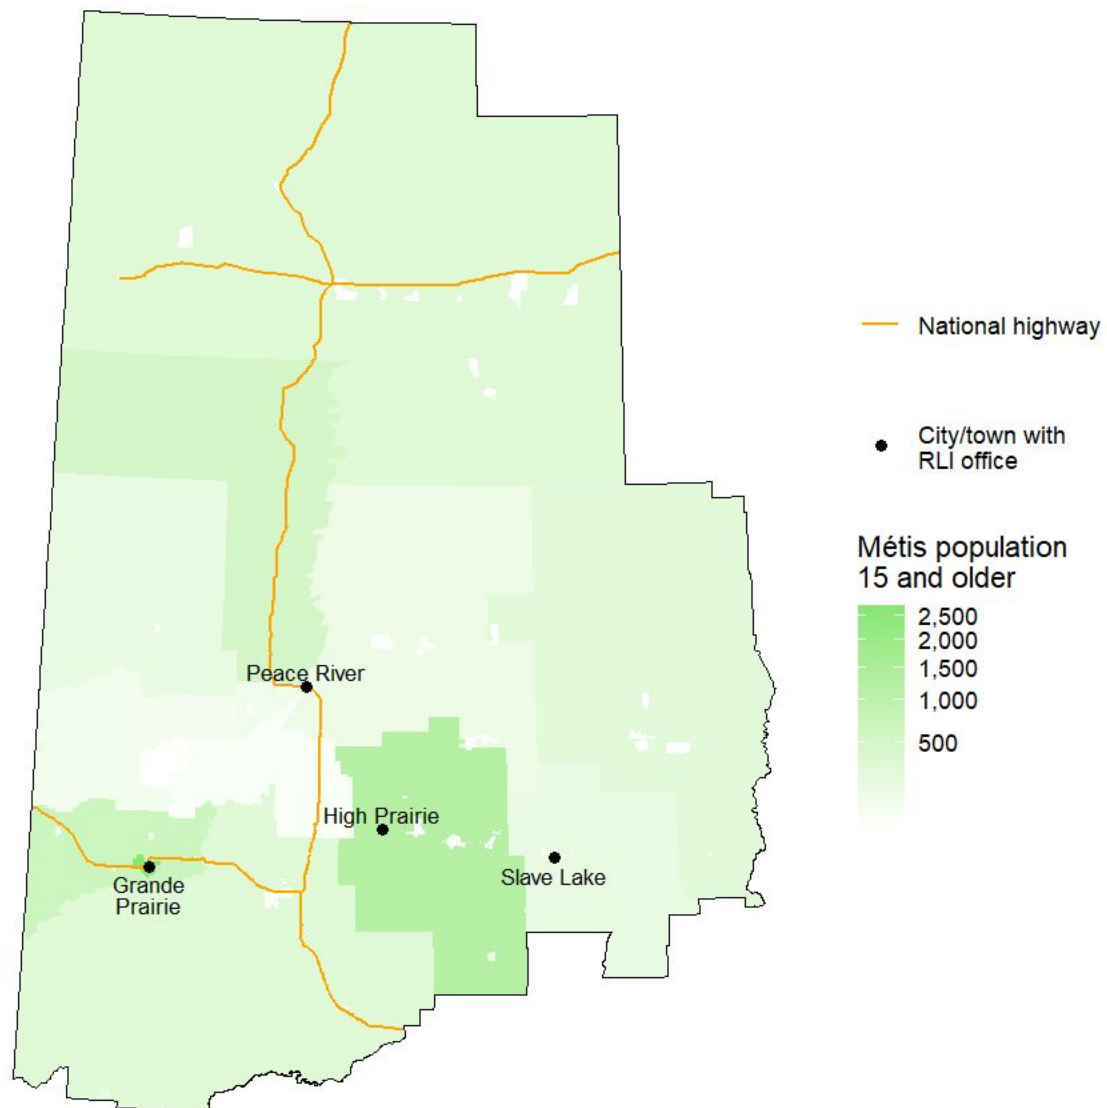 National highway
City/town with
RLI office
Métis population
15 and older
2,500
2,000
1,500
1,000
500
Peace River
High Prairie
Slave Lake
Grande
Prairie